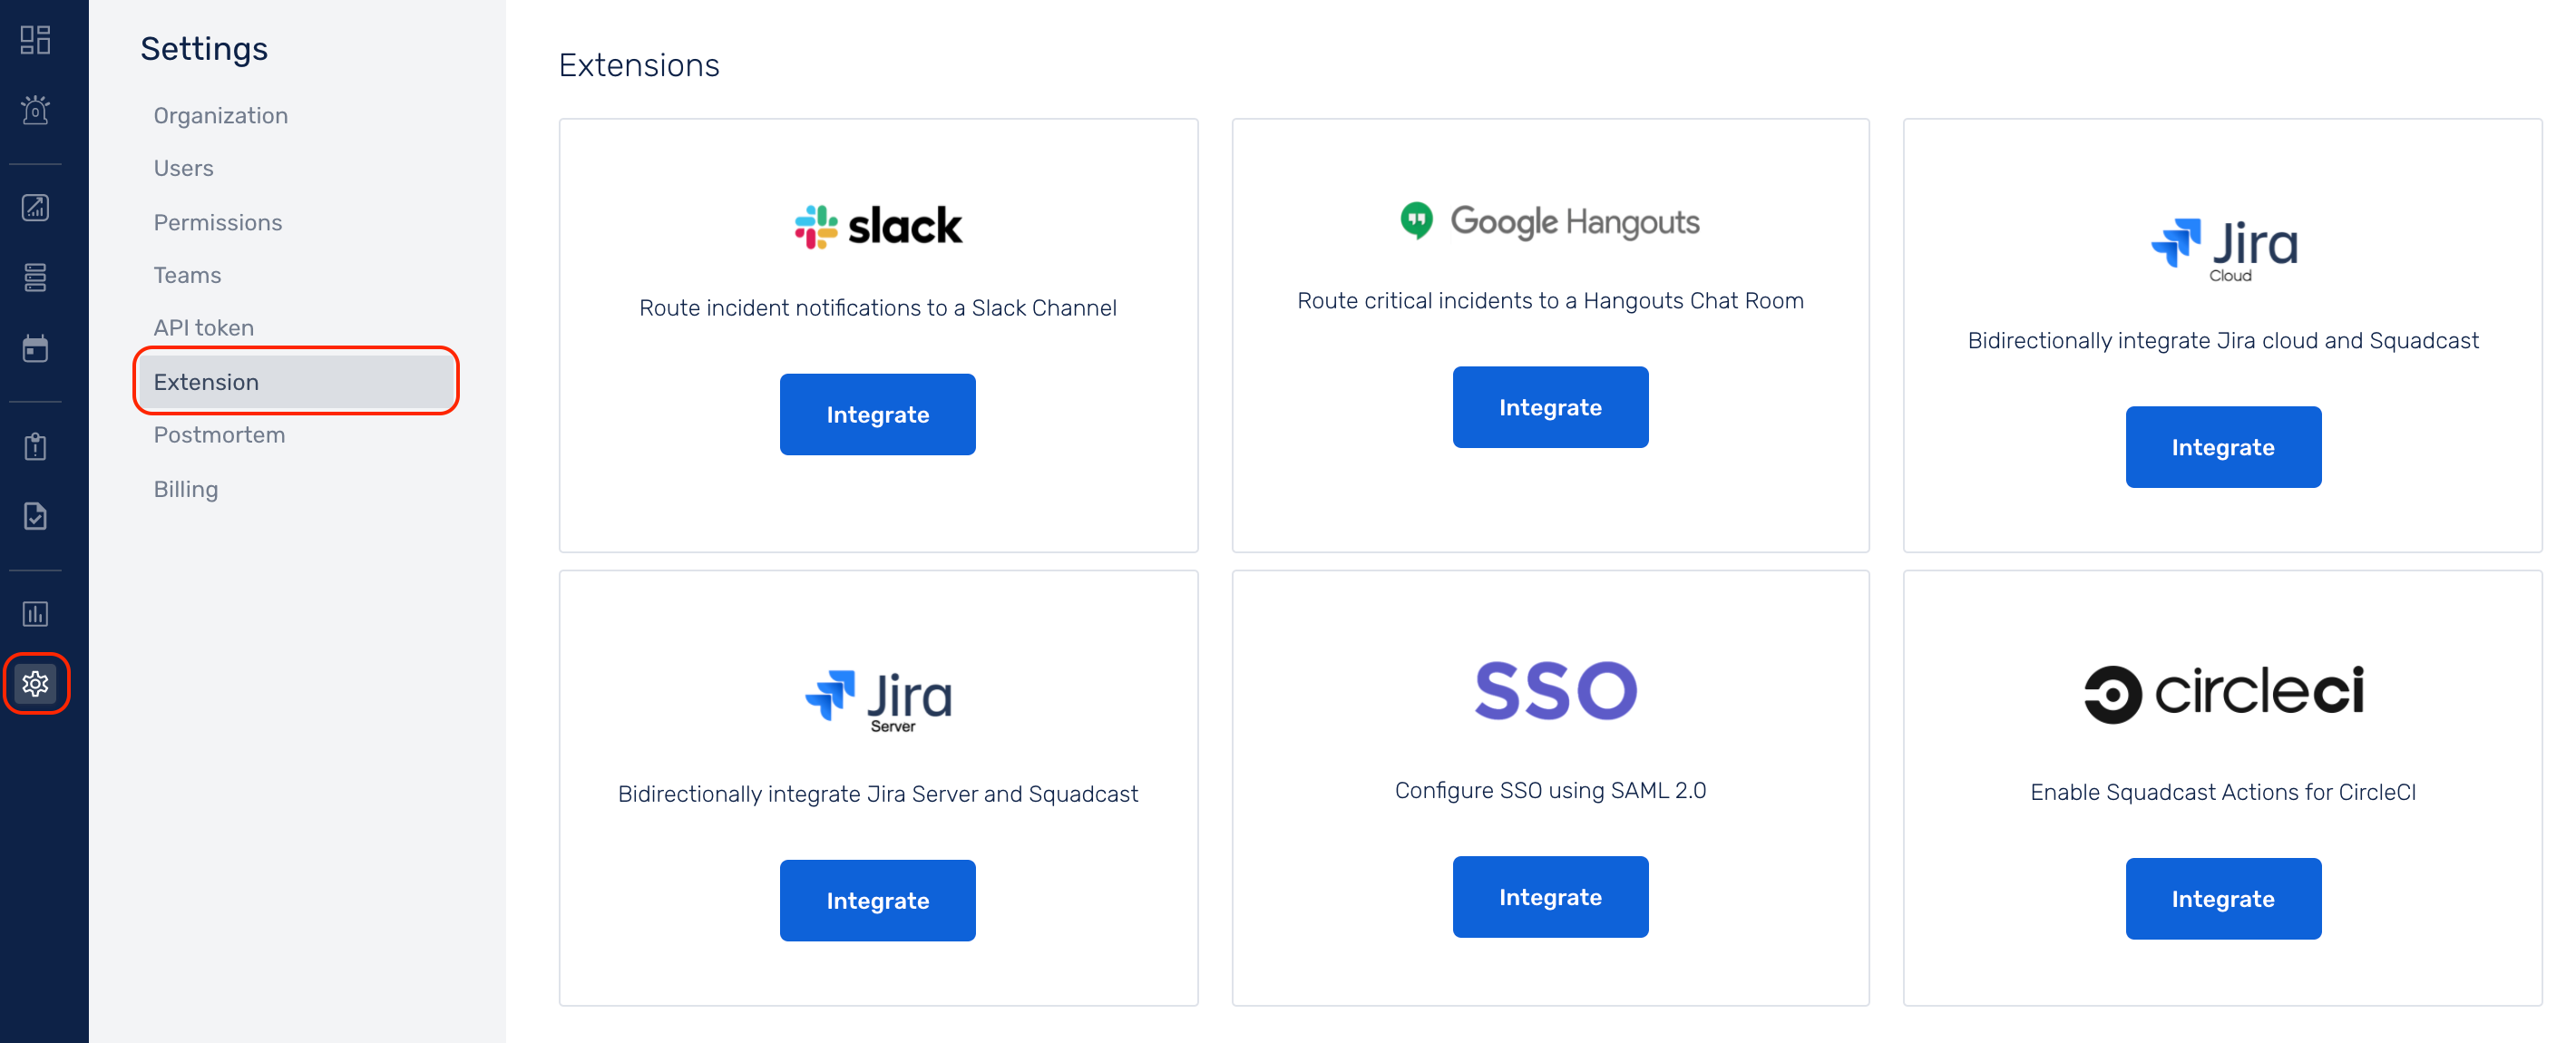 Settings
Organization
Users
Permissions
Teams
API token
Extension
Postmortem
Billing
Extensions
slack
Route incident notifications to a Slack Channel
Integrate
Google Hangouts
Route critical incidents to a Hangouts Chat Room
Integrate
Jira
Cloud
Bidirectionally integrate Jira cloud and Squadcast
Integrate
Jira
Server
Bidirectionally integrate Jira Server and Squadcast
Integrate
SSO
Configure SSO using SAML 2.0
Integrate
circleci
Enable Squadcast Actions for CircleCI
Integrate